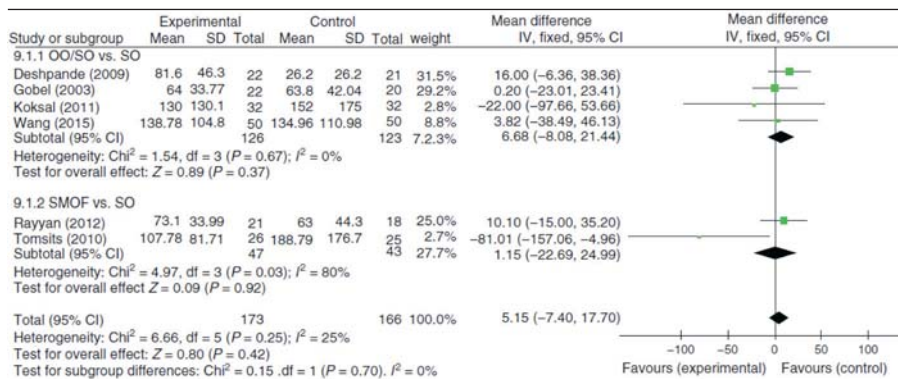 Experimental Control Mean difference Mean difference
Study or subgroup Mean SD Total Mean SD Total weight IV, fixed, 95% CI IV, fixed, 95% CI
9.1.1 OO/SO vs. SO
Deshpande (2009) 81.6 46.3 22 26.2 26.2 21 31.5% 16.00 (−6.36, 38.36)
Gobel (2003) 64 33.77 22 63.8 42.04 20 29.2% 0.20 (−23.01, 23.41)
Koksal (2011) 130 130.1 32 152 175 32 2.8% −22.00 (−97.66, 53.66)
Wang (2015) 138.78 104.8 50 134.96 110.98 50 8.8% 3.82 (−38.49, 46.13)
Subtotal (95% CI) 126 123 7.2.3% 6.68 (−8.08, 21.44)
Heterogeneity: Chi² = 1.54, df = 3 (P = 0.67); I² = 0%
Test for overall effect: Z = 0.89 (P = 0.37)
9.1.2 SMOF vs. SO
Rayyan (2012) 73.1 33.99 21 63 44.3 18 25.0% 10.10 (−15.00, 35.20)
Tomsits (2010) 107.78 81.71 26 188.79 176.7 25 2.7% −81.01 (−157.06, −4.96)
Subtotal (95% CI) 47 43 27.7% 1.15 (−22.69, 24.99)
Heterogeneity: Chi² = 4.97, df = 3 (P = 0.03); I² = 80%
Test for overall effect Z = 0.09 (P = 0.92)
Total (95% CI) 173 166 100.0% 5.15 (−7.40, 17.70)
Heterogeneity: Chi² = 6.66, df = 5 (P = 0.25); I² = 25%
Test for overall effect: Z = 0.80 (P = 0.42)
Test for subgroup differences: Chi² = 0.15 .df = 1 (P = 0.70). I² = 0%
−100 −50 0 50 100
Favours (experimental) Favours (control)